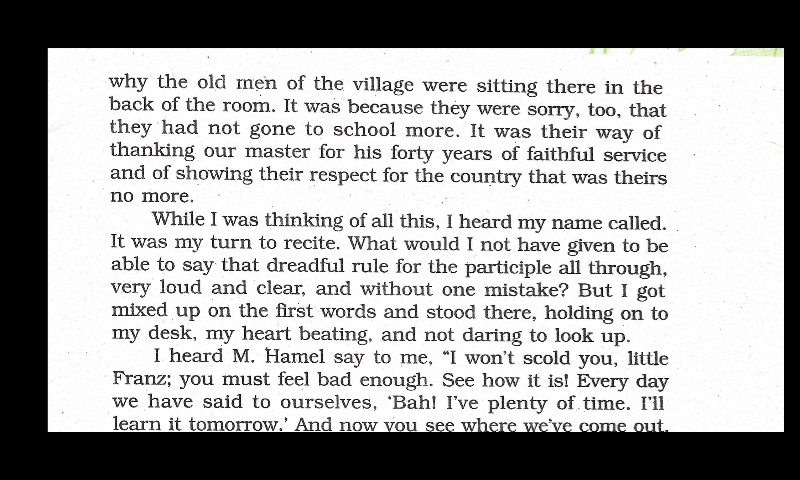 why the old men of the village were sitting there in the
back of the room. It was because they were sorry, too, that
they had not gone to school more. It was their way of
thanking our master for his forty years of faithful service
and of showing their respect for the country that was theirs
no more.
While I was thinking of all this, I heard my name called.
It was my turn to recite. What would I not have given to be
able to say that dreadful rule for the participle all through,
very loud and clear, and without one mistake? But I got
mixed up on the first words and stood there, holding on to
my desk, my heart beating, and not daring to look up.
I heard M. Hamel say to me, “I won't scold you, little
Franz; you must feel bad enough. See how it is! Every day
we have said to ourselves, ‘Bah! I've plenty of time. I'll
learn it tomorrow.’ And now you see where we've come out.